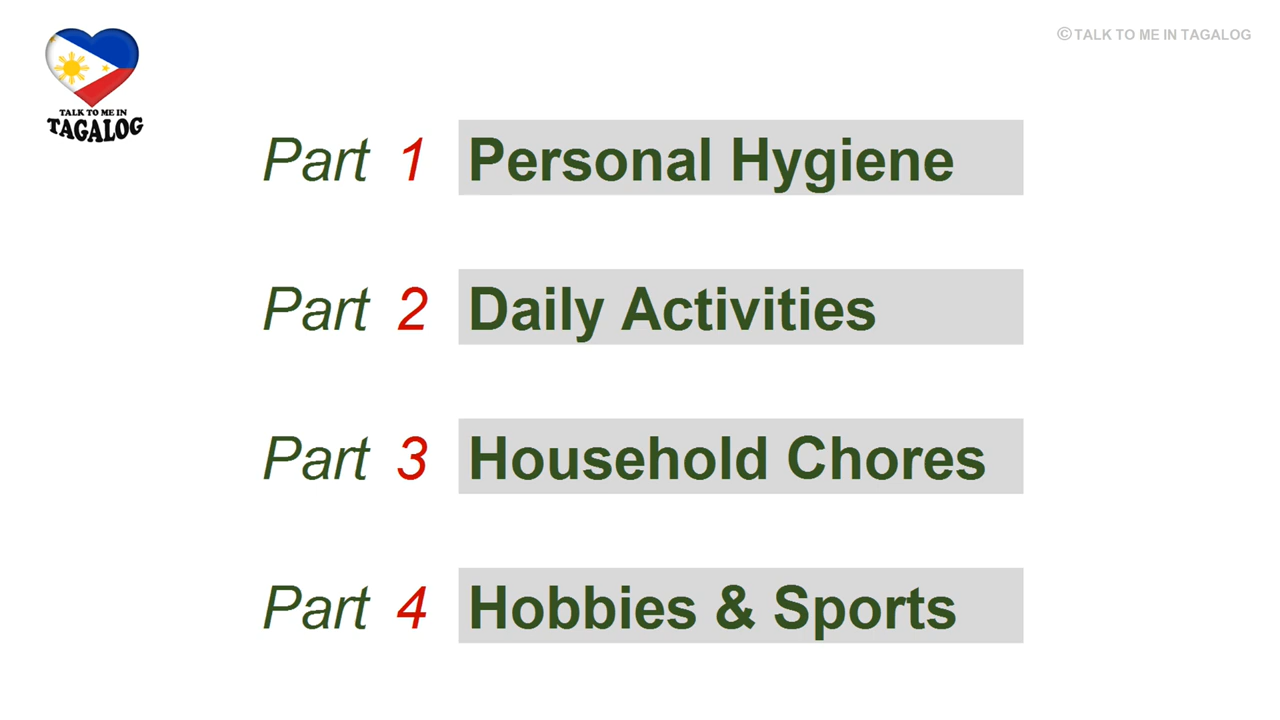 © TALK TO ME IN TAGALOG
TALK TO ME IN
TAGALOG
Part 1 Personal Hygiene
Part 2 Daily Activities
Part 3 Household Chores
Part 4 Hobbies & Sports